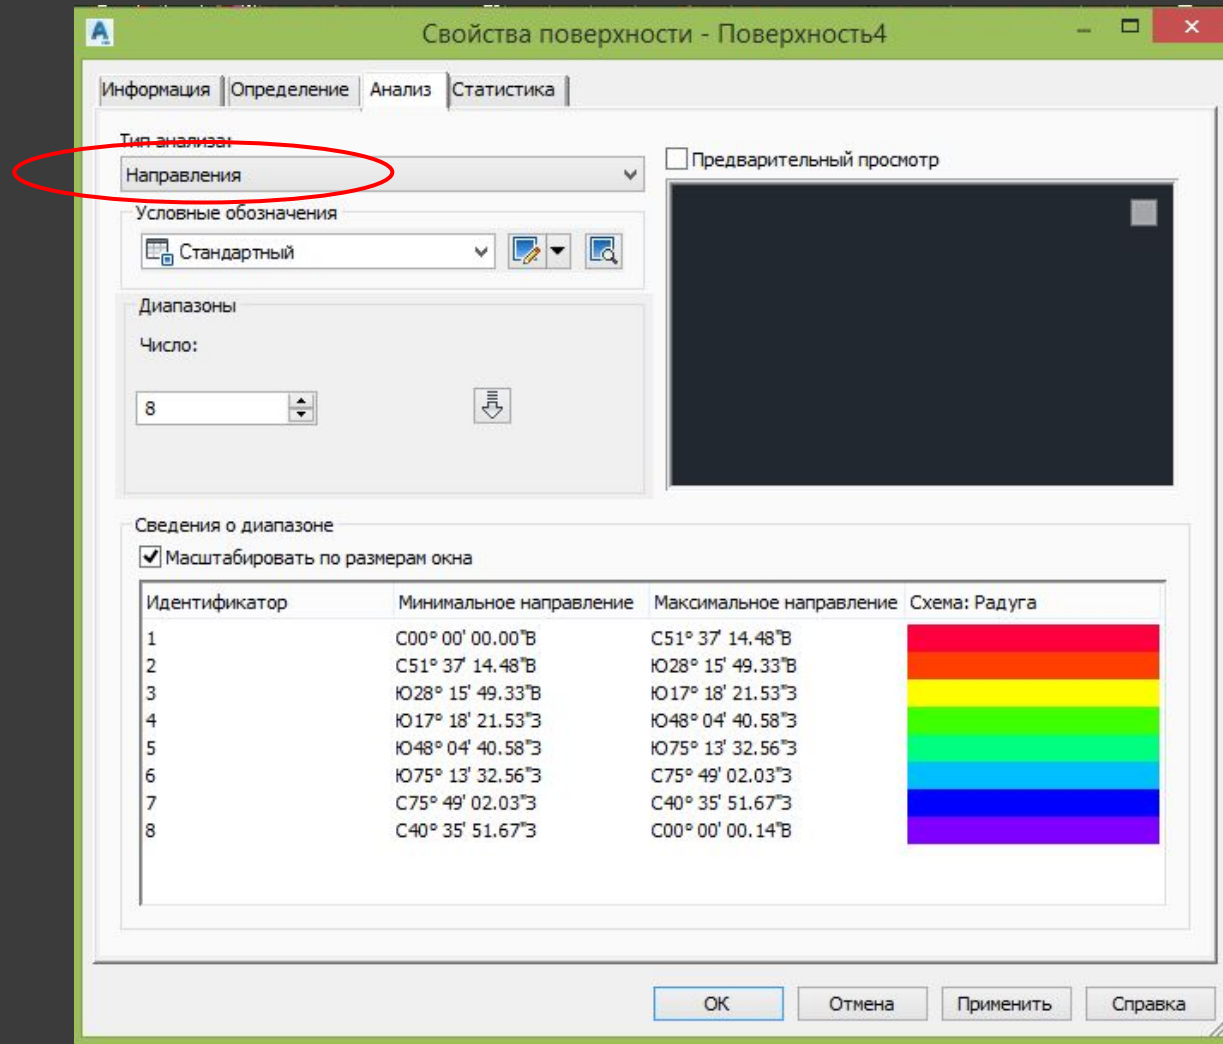 Свойства поверхности - Поверхность4
Информация Определение Анализ Статистика
Тип анализа:
Направления
Предварительный просмотр
Условные обозначения
Стандартный
Диапазоны
Число:
8
Сведения о диапазоне
Масштабировать по размерам окна
Идентификатор Минимальное направление Максимальное направление Схема: Радуга
1 С00° 00' 00.00"В С51° 37' 14.48"В
2 С51° 37' 14.48"В Ю28° 15' 49.33"В
3 Ю28° 15' 49.33"В Ю17° 18' 21.53"З
4 Ю17° 18' 21.53"З Ю48° 04' 40.58"З
5 Ю48° 04' 40.58"З Ю75° 13' 32.56"З
6 Ю75° 13' 32.56"З С75° 49' 02.03"З
7 С75° 49' 02.03"З С40° 35' 51.67"З
8 С40° 35' 51.67"З С00° 00' 00.14"В
ОК Отмена Применить Справка